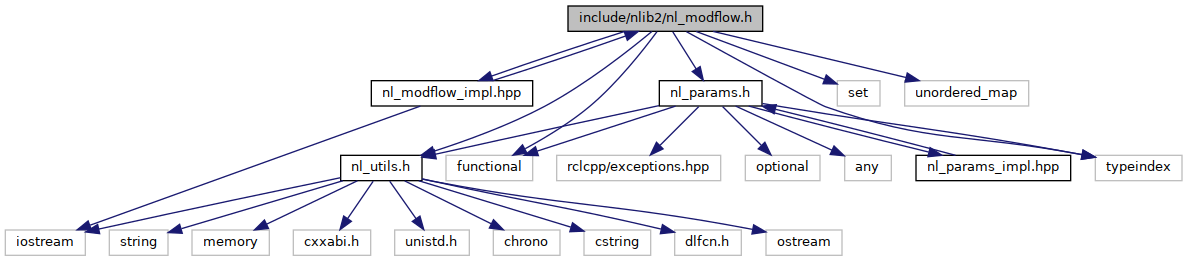 include/nlib2/nl_modflow.h
nl_modflow_impl.hpp
nl_params.h
set
unordered_map
nl_utils.h
functional
rclcpp/exceptions.hpp
optional
any
nl_params_impl.hpp
typeindex
iostream
string
memory
cxxabi.h
unistd.h
chrono
cstring
dlfcn.h
ostream